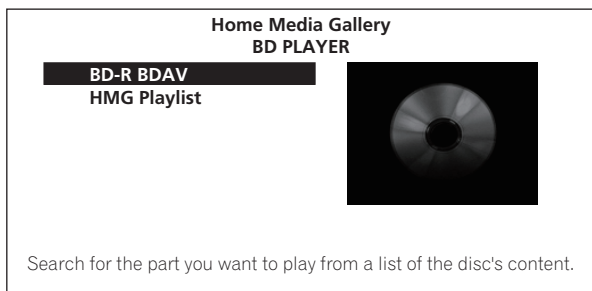 Home Media Gallery
BD PLAYER
BD-R BDAV
HMG Playlist
Search for the part you want to play from a list of the disc's content.